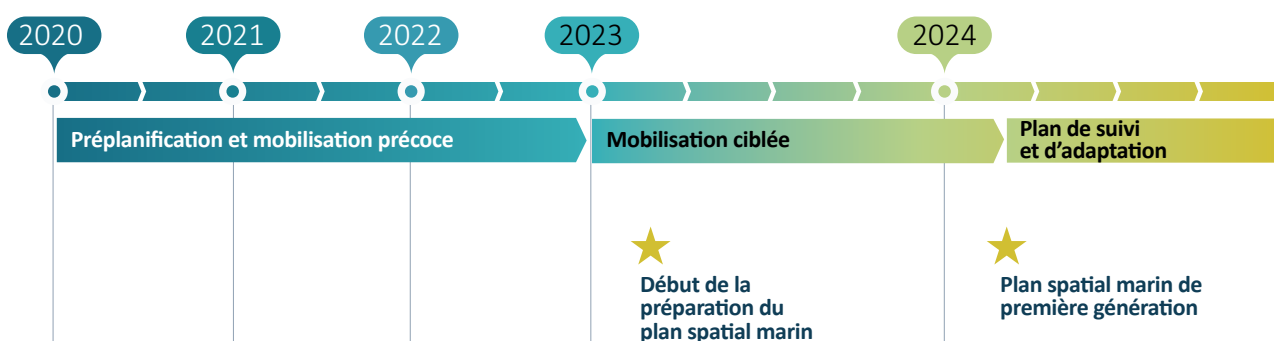 2020
2021
2022
2023
2024
Préplanification et mobilisation précoce
Mobilisation ciblée
Plan de suivi
et d’adaptation
Début de la
préparation du
plan spatial marin
Plan spatial marin de
première génération